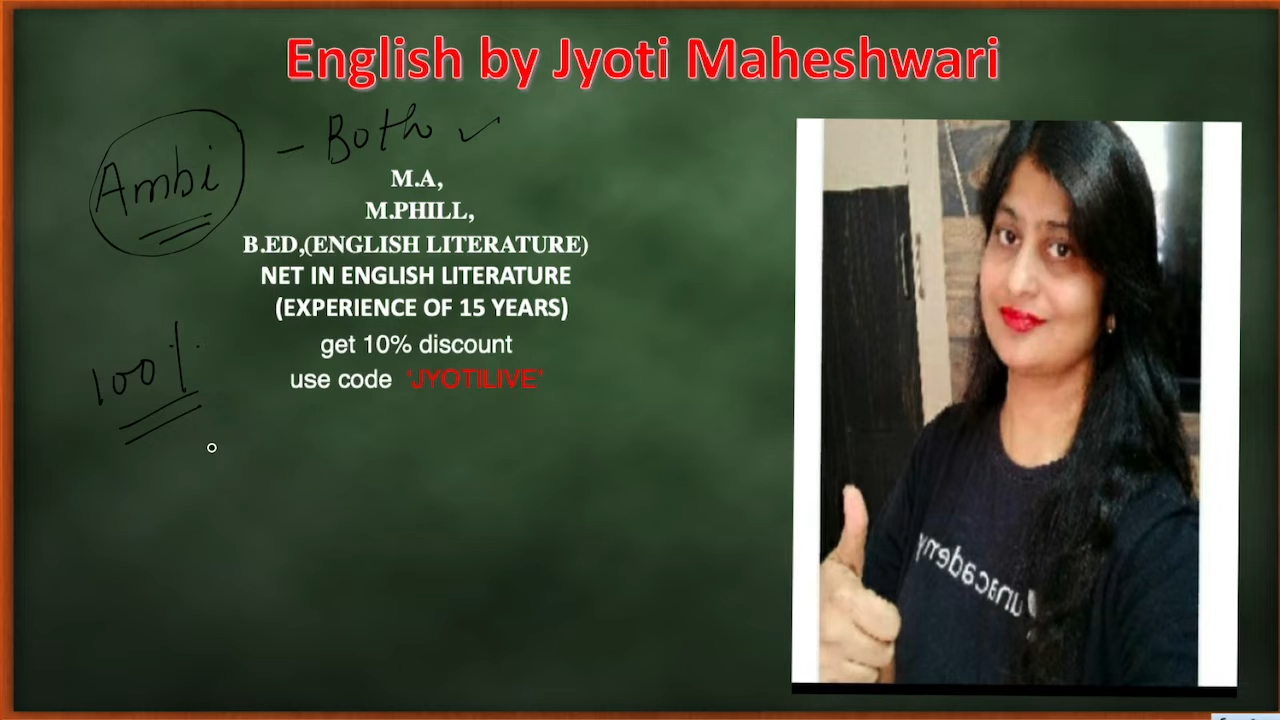 English by Jyoti Maheshwari
Ambi - Both ✓
M.A,
M.PHILL,
B.ED,(ENGLISH LITERATURE)
NET IN ENGLISH LITERATURE
(EXPERIENCE OF 15 YEARS)
get 10% discount
use code "JYOTILIVE"
100%
unacademy